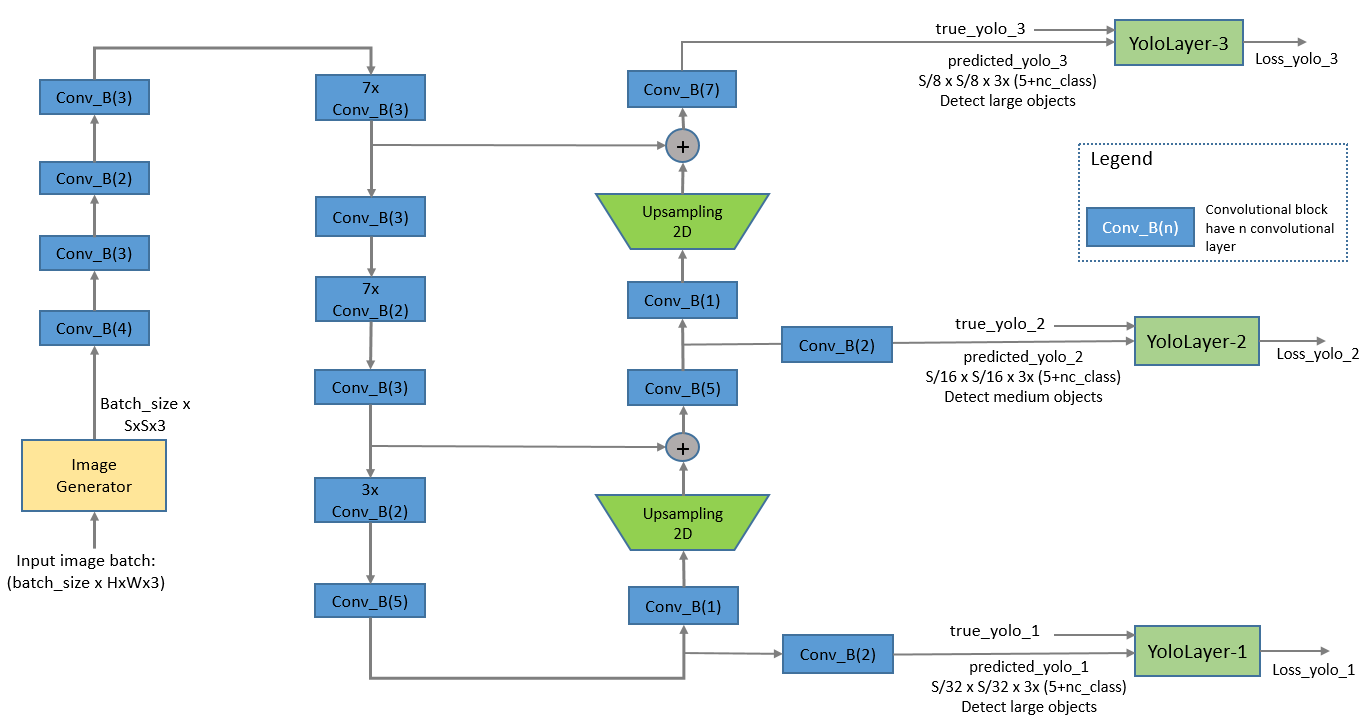 Conv_B(3)
Conv_B(2)
Conv_B(3)
Conv_B(4)
Batch_size x
SxSx3
Image
Generator
Input image batch:
(batch_size x HxWx3)
7x
Conv_B(3)
Conv_B(3)
7x
Conv_B(2)
Conv_B(3)
3x
Conv_B(2)
Conv_B(5)
Conv_B(7)
+
Upsampling
2D
Conv_B(1)
Conv_B(5)
+
Upsampling
2D
Conv_B(1)
true_yolo_3
predicted_yolo_3
S/8 x S/8 x 3x (5+nc_class)
Detect large objects
YoloLayer-3
Loss_yolo_3
Legend
Conv_B(n)
Convolutional block
have n convolutional
layer
Conv_B(2)
true_yolo_2
predicted_yolo_2
S/16 x S/16 x 3x (5+nc_class)
Detect medium objects
YoloLayer-2
Loss_yolo_2
Conv_B(2)
true_yolo_1
predicted_yolo_1
S/32 x S/32 x 3x (5+nc_class)
Detect large objects
YoloLayer-1
Loss_yolo_1